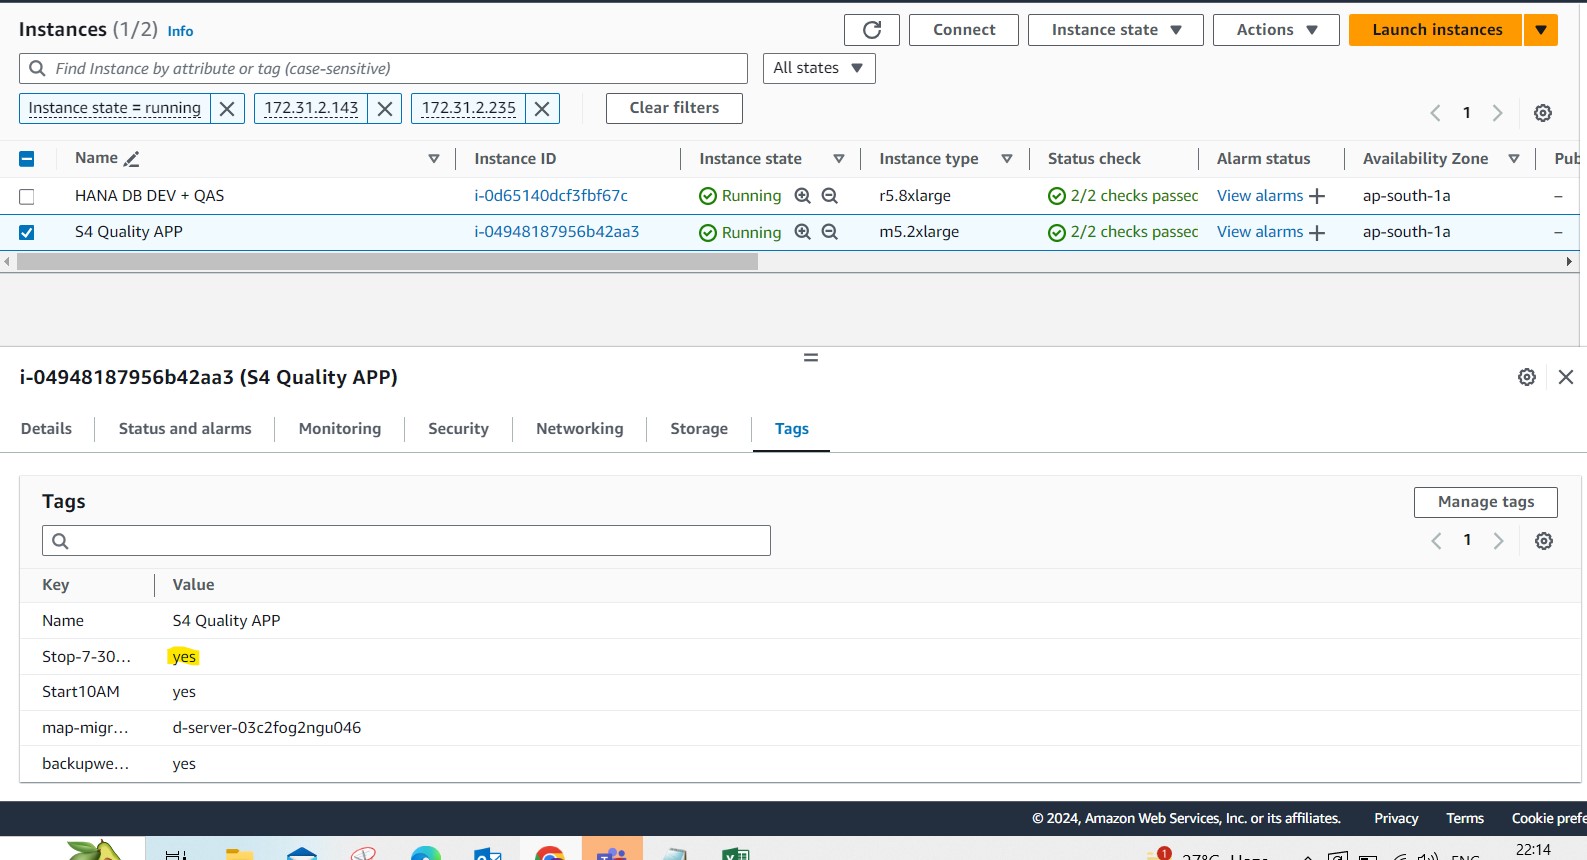 Instances (1/2) Info
Connect
Instance state
Actions
Launch instances
Find Instance by attribute or tag (case-sensitive)
All states
Instance state = running
172.31.2.143
172.31.2.235
Clear filters
1
Name
Instance ID
Instance state
Instance type
Status check
Alarm status
Availability Zone
Pub
HANA DB DEV + QAS
i-0d65140dcf3fbf67c
Running
r5.8xlarge
2/2 checks passed
View alarms +
ap-south-1a
–
S4 Quality APP
i-04948187956b42aa3
Running
m5.2xlarge
2/2 checks passed
View alarms +
ap-south-1a
–
i-04948187956b42aa3 (S4 Quality APP)
Details
Status and alarms
Monitoring
Security
Networking
Storage
Tags
Tags
Manage tags
1
Key
Value
Name
S4 Quality APP
Stop-7-30...
yes
Start10AM
yes
map-migr...
d-server-03c2fog2ngu046
backupwe...
yes
© 2024, Amazon Web Services, Inc. or its affiliates.
Privacy
Terms
Cookie prefe
1
27°C Haze
ENG
22:14